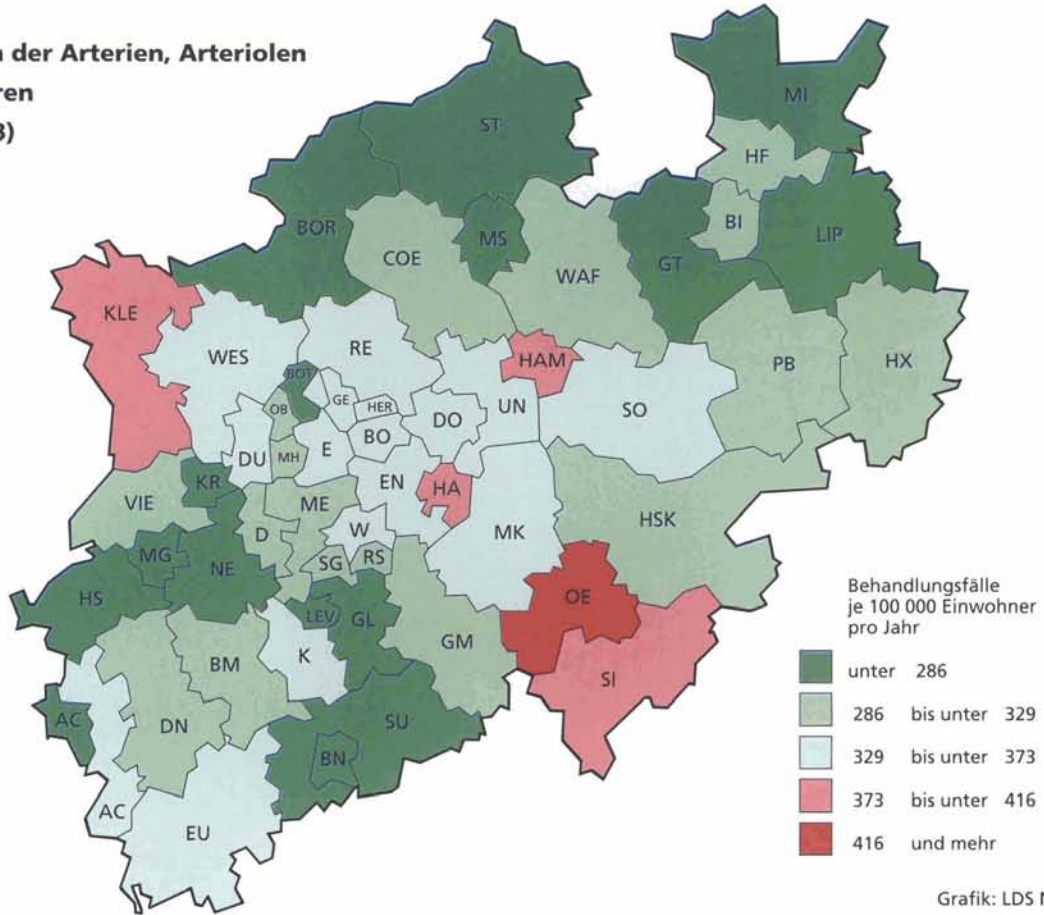 der Arterien, Arteriolen
ST
MI
HF
BOR
MS
BI
LIP
COE
GT
WAF
KLE
WES
RE
HAM
PB
HX
BOT
GE
HER
OB
UN
SO
DO
BO
E
DU
MH
EN
HA
KR
VIE
ME
D
W
MK
HSK
MG
NE
SG
RS
HS
LEV
GL
OE
K
GM
BM
SI
AC
DN
SU
BN
AC
EU
Behandlungsfälle
je 100 000 Einwohner
pro Jahr
unter 286
286 bis unter 329
329 bis unter 373
373 bis unter 416
416 und mehr
Grafik: LDS